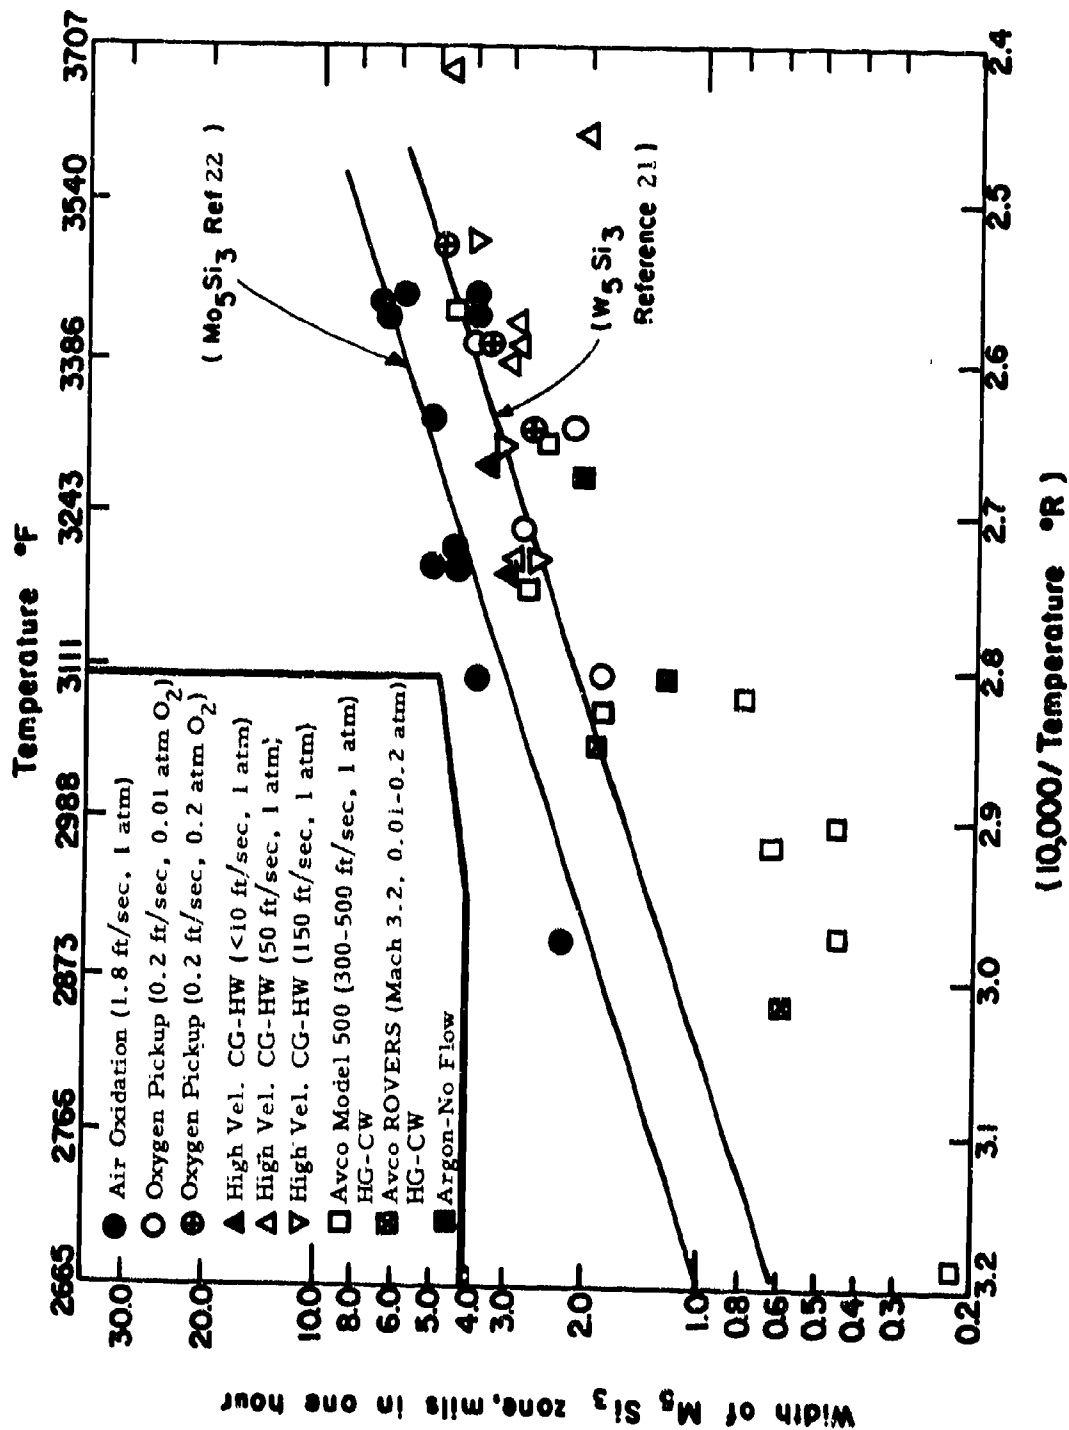 Temperature °F
2665 2766 2873 2988 3111 3243 3386 3540 3707
30.0
20.0
10.0
8.0
6.0
5.0
4.0
3.0
2.0
1.0
0.8
0.6
0.5
0.4
0.3
0.2
Width of M5 Si3 zone, mils in one hour
Air Oxidation (1.8 ft/sec, 1 atm)
Oxygen Pickup (0.2 ft/sec, 0.01 atm O2)
Oxygen Pickup (0.2 ft/sec, 0.2 atm O2)
High Vel. CG-HW (<10 ft/sec, 1 atm)
High Vel. CG-HW (50 ft/sec, 1 atm;
High Vel. CG-HW (150 ft/sec, 1 atm)
Avco Model 500 (300-500 ft/sec, 1 atm)
HG-CW
Avco ROVERS (Mach 3.2, 0.01-0.2 atm)
HG-CW
Argon-No Flow
(Mo5Si3 Ref 22 )
(W5Si3
Reference 21)
3.2 3.1 3.0 2.9 2.8 2.7 2.6 2.5 2.4
(10,000/Temperature °R)